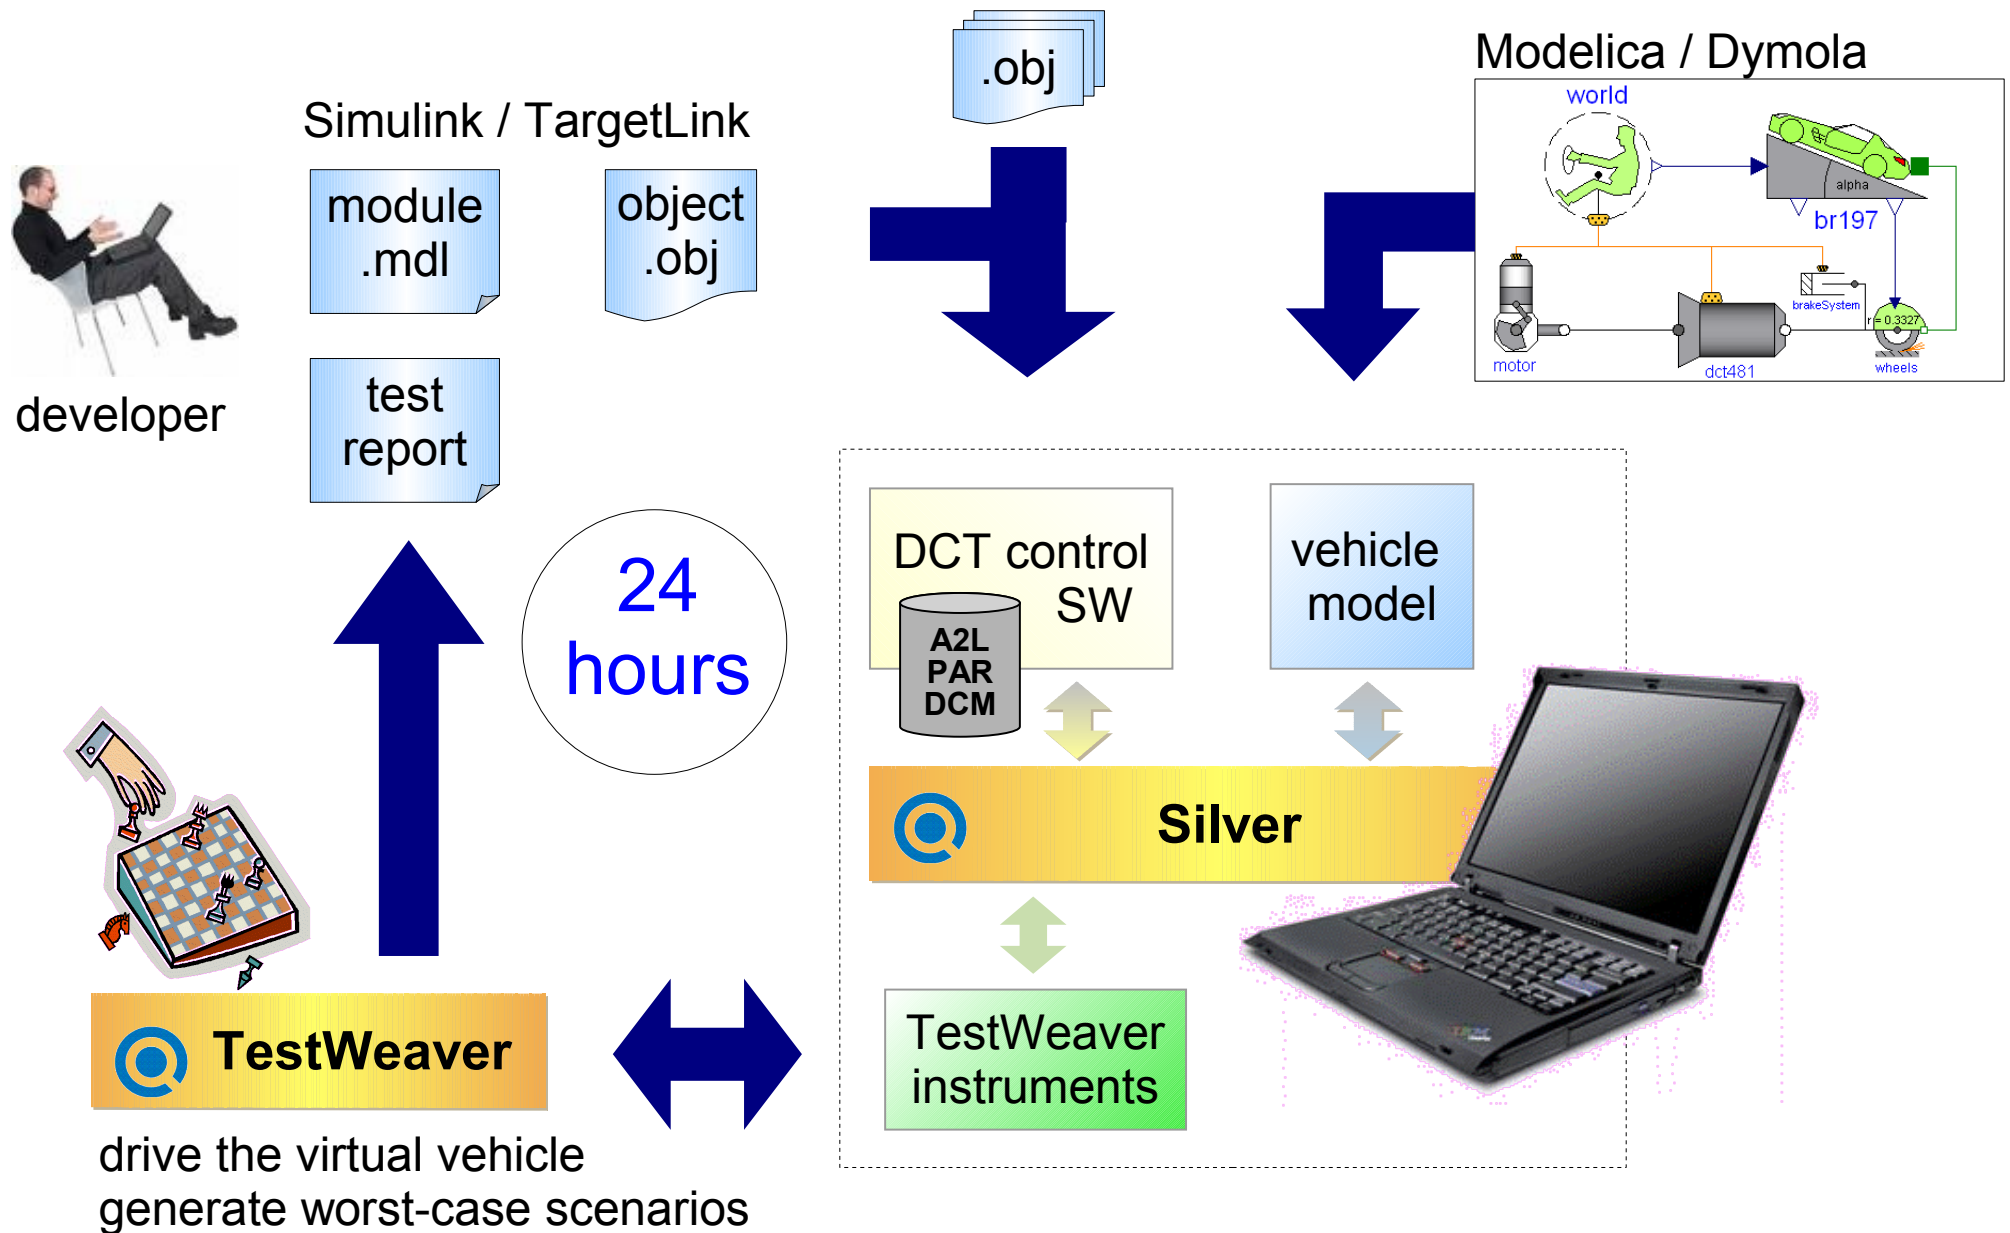 .obj
Modelica / Dymola
world
alpha
br197
brakeSystem
r = 0.3327
motor
dct481
wheels
Simulink / TargetLink
module
.mdl
object
.obj
developer
test
report
24
hours
DCT control
SW
A2L
PAR
DCM
vehicle
model
Silver
TestWeaver
instruments
TestWeaver
drive the virtual vehicle
generate worst-case scenarios